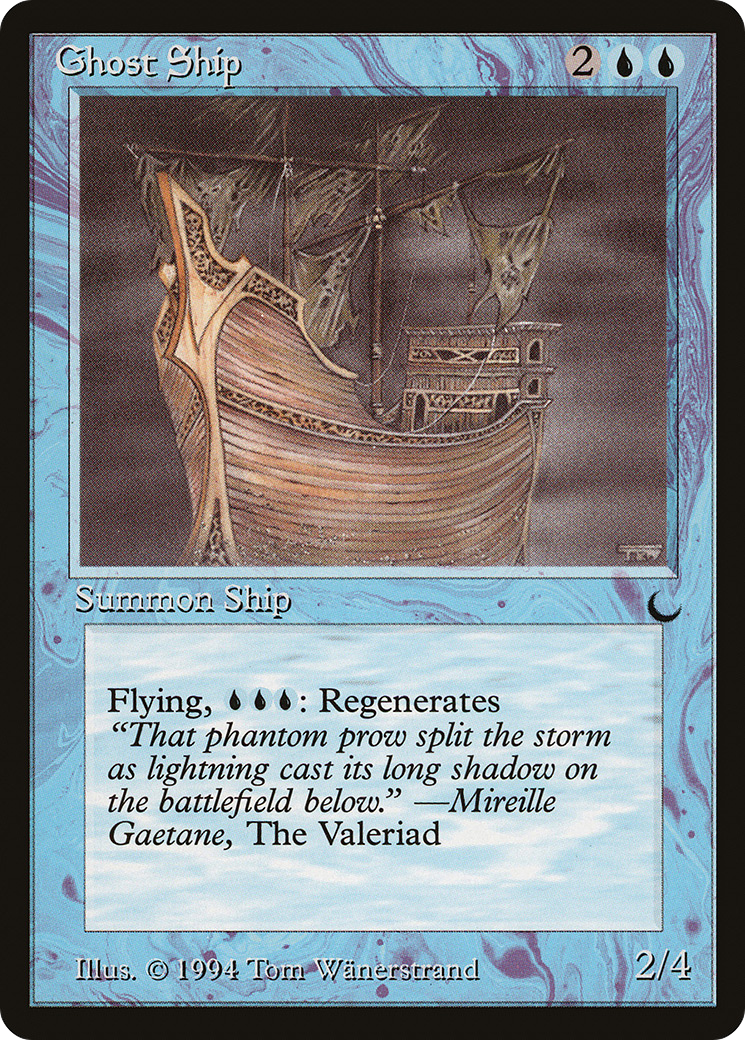 Ghost Ship 2
Summon Ship
Flying, : Regenerates
“That phantom prow split the storm
as lightning cast its long shadow on
the battlefield below.” —Mireille
Gaetane, The Valeriad
Illus. © 1994 Tom Wänerstrand 2/4